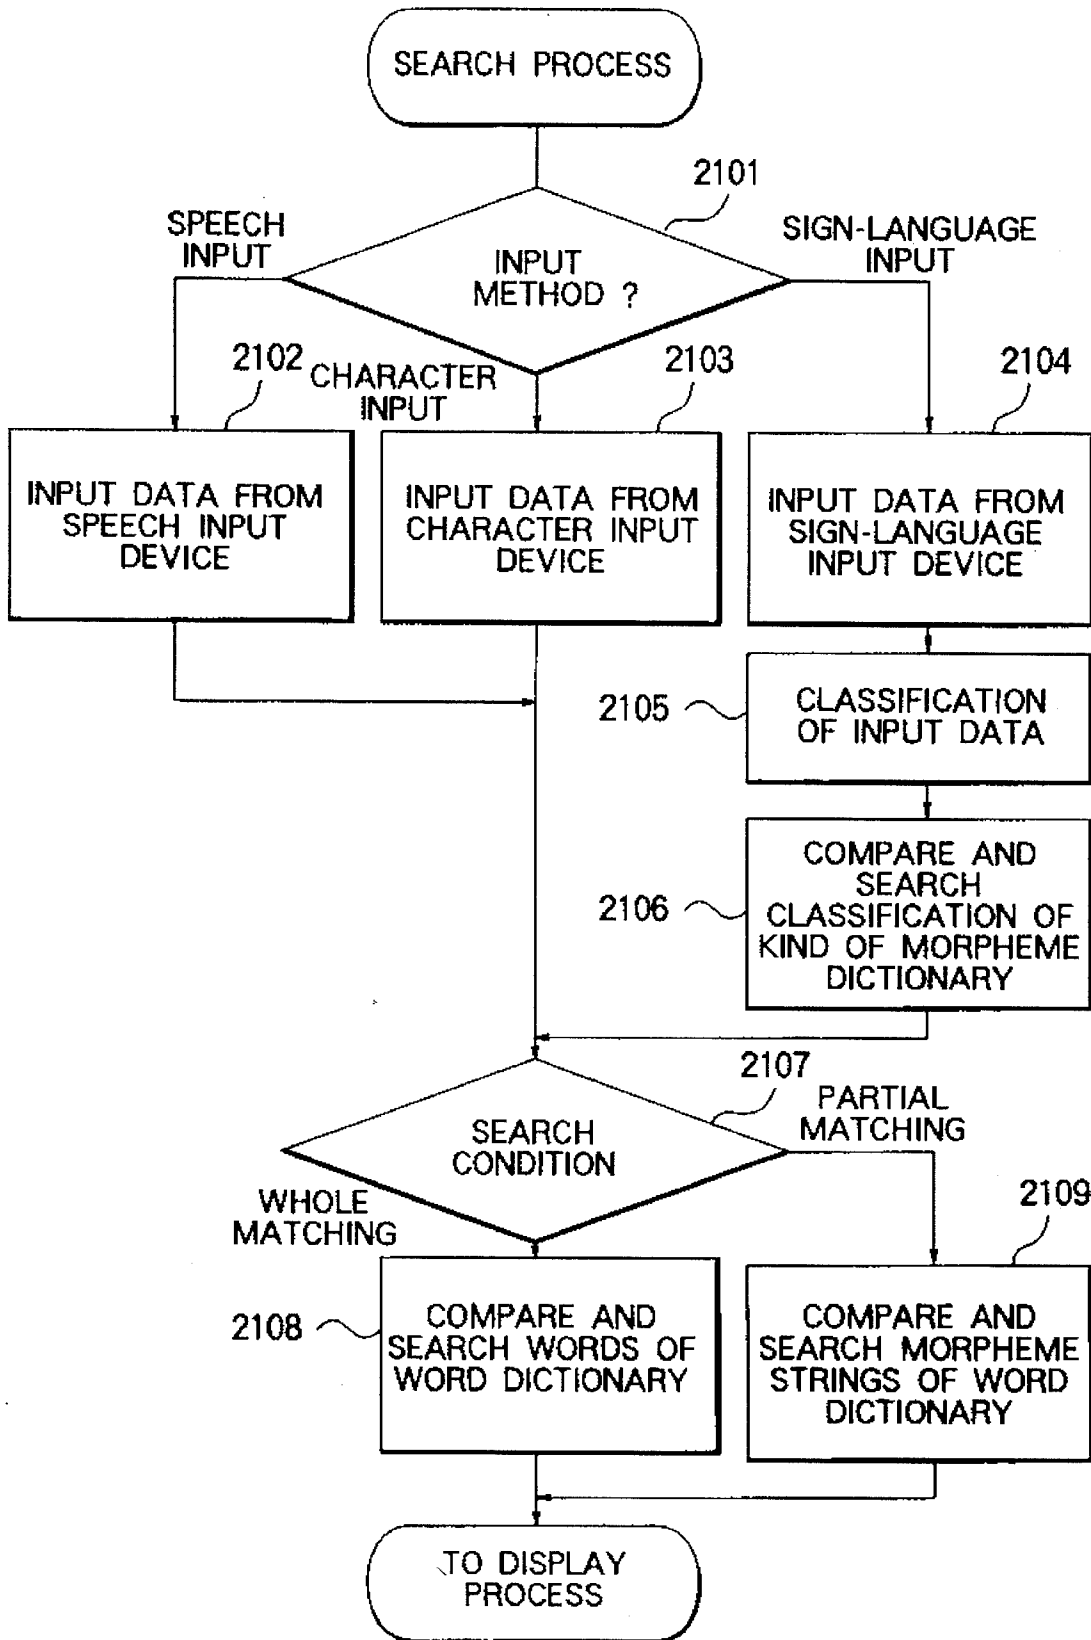 SEARCH PROCESS
2101
SPEECH
INPUT
INPUT
METHOD ?
SIGN-LANGUAGE
INPUT
2102
CHARACTER
INPUT
2103
2104
INPUT DATA FROM
SPEECH INPUT
DEVICE
INPUT DATA FROM
CHARACTER INPUT
DEVICE
INPUT DATA FROM
SIGN-LANGUAGE
INPUT DEVICE
2105
CLASSIFICATION
OF INPUT DATA
2106
COMPARE AND
SEARCH
CLASSIFICATION OF
KIND OF MORPHEME
DICTIONARY
2107
SEARCH
CONDITION
PARTIAL
MATCHING
WHOLE
MATCHING
2109
2108
COMPARE AND
SEARCH WORDS OF
WORD DICTIONARY
COMPARE AND
SEARCH MORPHEME
STRINGS OF WORD
DICTIONARY
TO DISPLAY
PROCESS